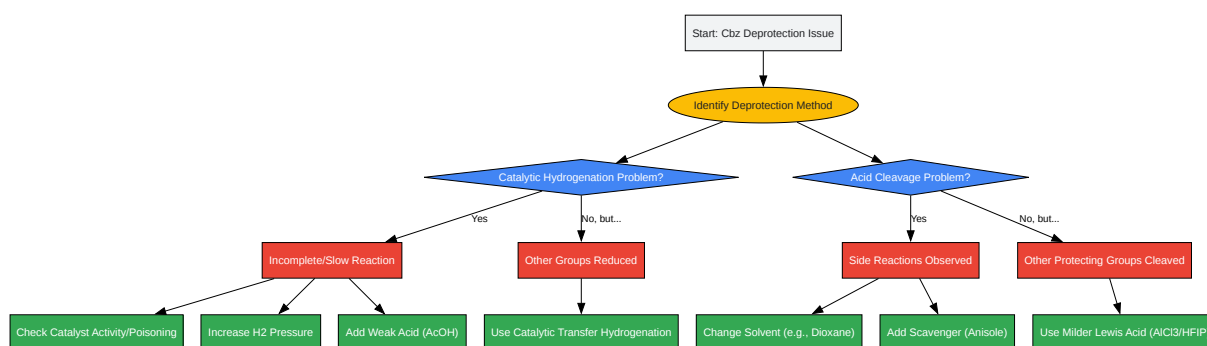 Start: Cbz Deprotection Issue
Identify Deprotection Method
Catalytic Hydrogenation Problem?
Acid Cleavage Problem?
Yes
No, but...
Yes
No, but...
Incomplete/Slow Reaction
Other Groups Reduced
Side Reactions Observed
Other Protecting Groups Cleaved
Check Catalyst Activity/Poisoning
Increase H2 Pressure
Add Weak Acid (AcOH)
Use Catalytic Transfer Hydrogenation
Change Solvent (e.g., Dioxane)
Add Scavenger (Anisole)
Use Milder Lewis Acid (AlCl3/HFIP